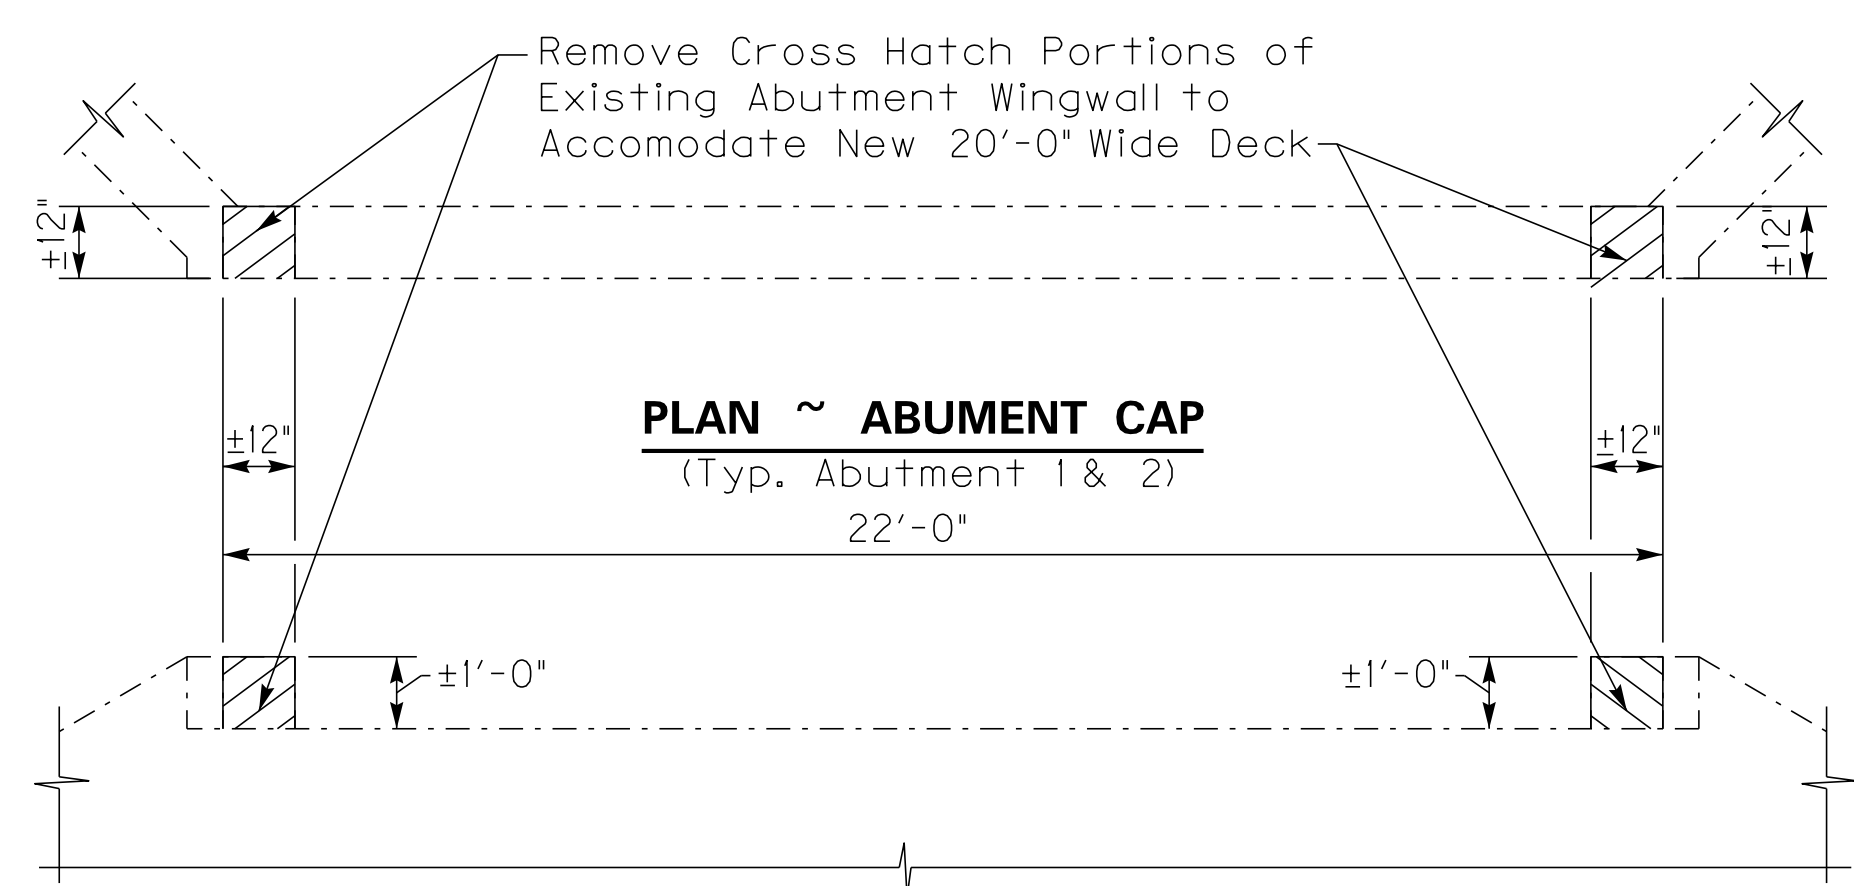 Remove Cross Hatch Portions of
Existing Abutment Wingwall to
Accomodate New 20'-0" Wide Deck
±12"
±12"
PLAN ~ ABUMENT CAP
±12"
±12"
(Typ. Abutment 1 & 2)
22'-0"
±1'-0"
±1'-0"